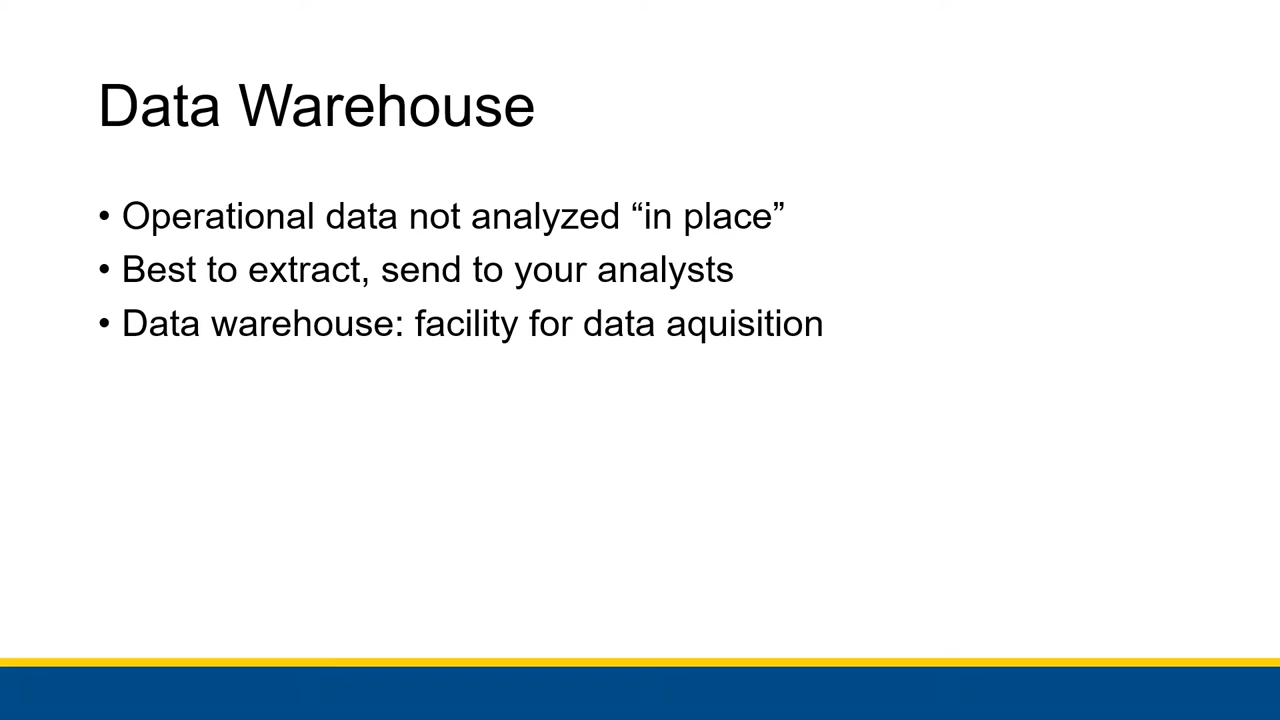 Data Warehouse
• Operational data not analyzed “in place”
• Best to extract, send to your analysts
• Data warehouse: facility for data aquisition